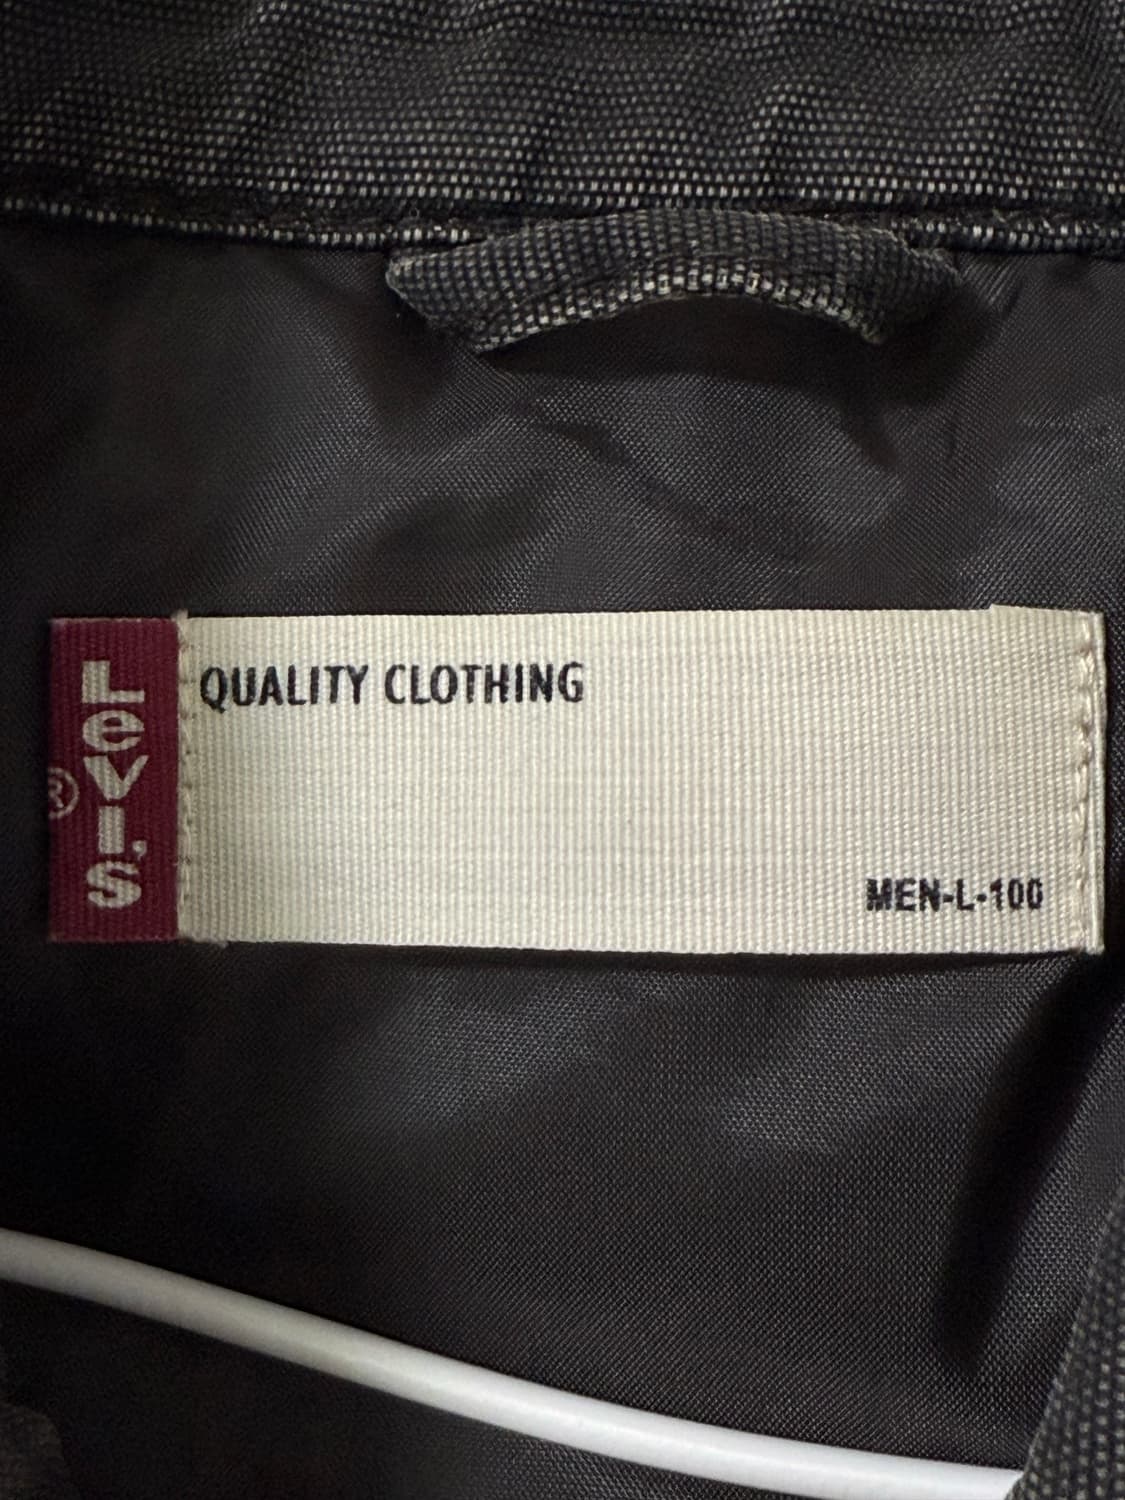 LeVI'S
®
QUALITY CLOTHING
MEN-L-100